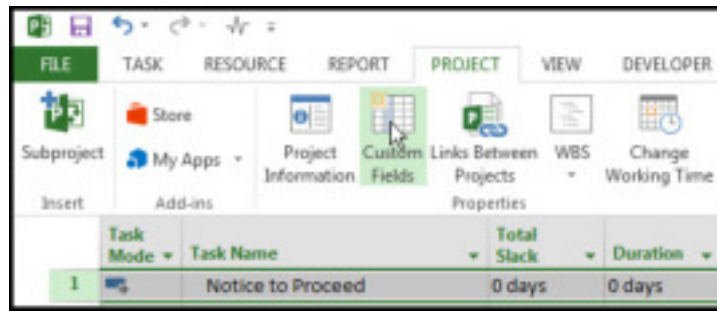 FILE TASK RESOURCE REPORT PROJECT VIEW DEVELOPER
Store
My Apps
Subproject
Project Information
Custom Fields
Links Between Projects
WBS
Change Working Time
Insert Add-ins Properties
Task Mode Task Name Total Slack Duration
1 Notice to Proceed 0 days 0 days